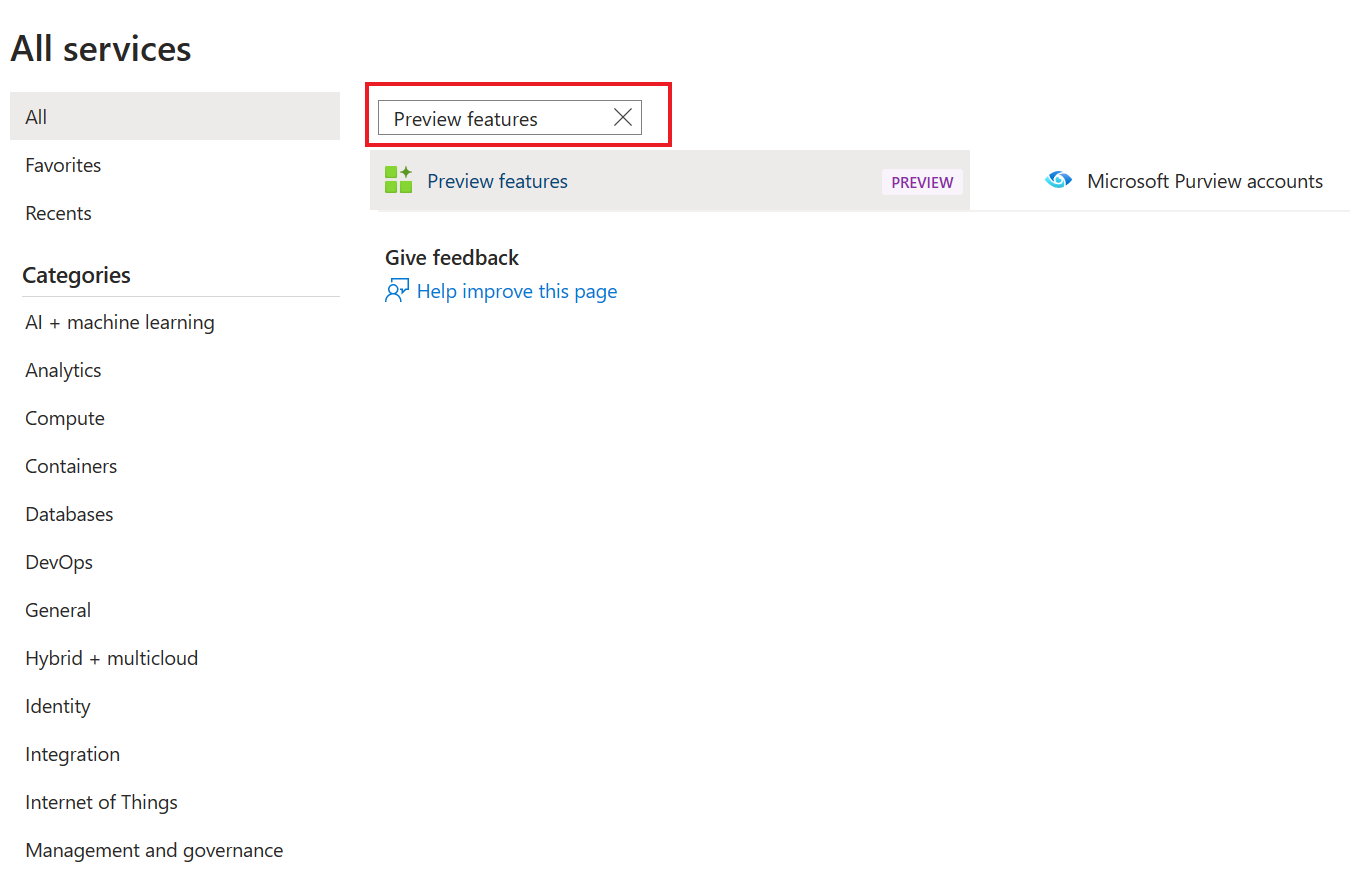 All services
All
Favorites
Recents
Categories
AI + machine learning
Analytics
Compute
Containers
Databases
DevOps
General
Hybrid + multicloud
Identity
Integration
Internet of Things
Management and governance
Preview features
Preview features PREVIEW Microsoft Purview accounts
Give feedback
Help improve this page